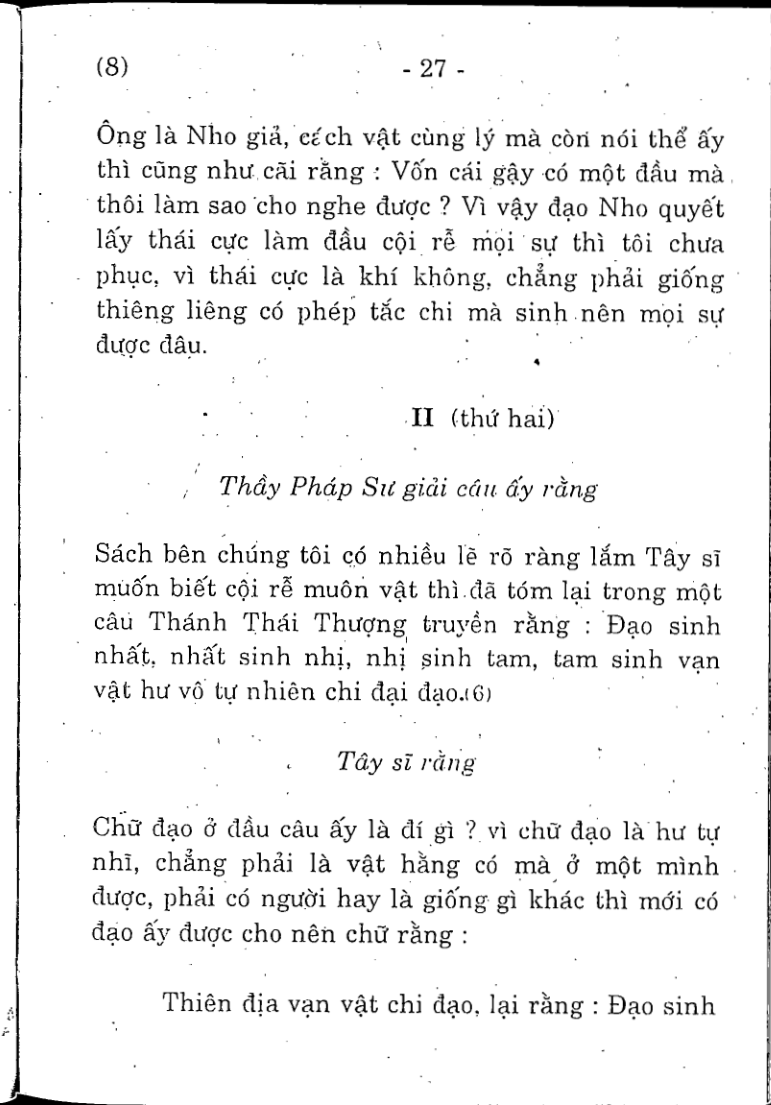 (8) - 27 -
Ông là Nho giả, cách vật cùng lý mà còn nói thể ấy
thì cũng như cãi rằng : Vốn cái gậy có một đầu mà
thôi làm sao cho nghe được ? Vì vậy đạo Nho quyết
lấy thái cực làm đầu cội rễ mọi sự thì tôi chưa
phục, vì thái cực là khí không, chẳng phải giống
thiêng liêng có phép tắc chi mà sinh nên mọi sự
được đâu.
II (thứ hai)
Thầy Pháp Sư giải câu ấy rằng
Sách bên chúng tôi có nhiều lẽ rõ ràng lắm Tây sĩ
muốn biết cội rễ muôn vật thì đã tóm lại trong một
câu Thánh Thái Thượng truyền rằng : Đạo sinh
nhất, nhất sinh nhị, nhị sinh tam, tam sinh vạn
vật hư vô tự nhiên chi đại đạo.(6)
Tây sĩ rằng
Chữ đạo ở đầu câu ấy là đí gì ? vì chữ đạo là hư tự
nhĩ, chẳng phải là vật hằng có mà ở một mình
được, phải có người hay là giống gì khác thì mới có
đạo ấy được cho nên chữ rằng :
Thiên địa vạn vật chi đạo, lại rằng : Đạo sinh